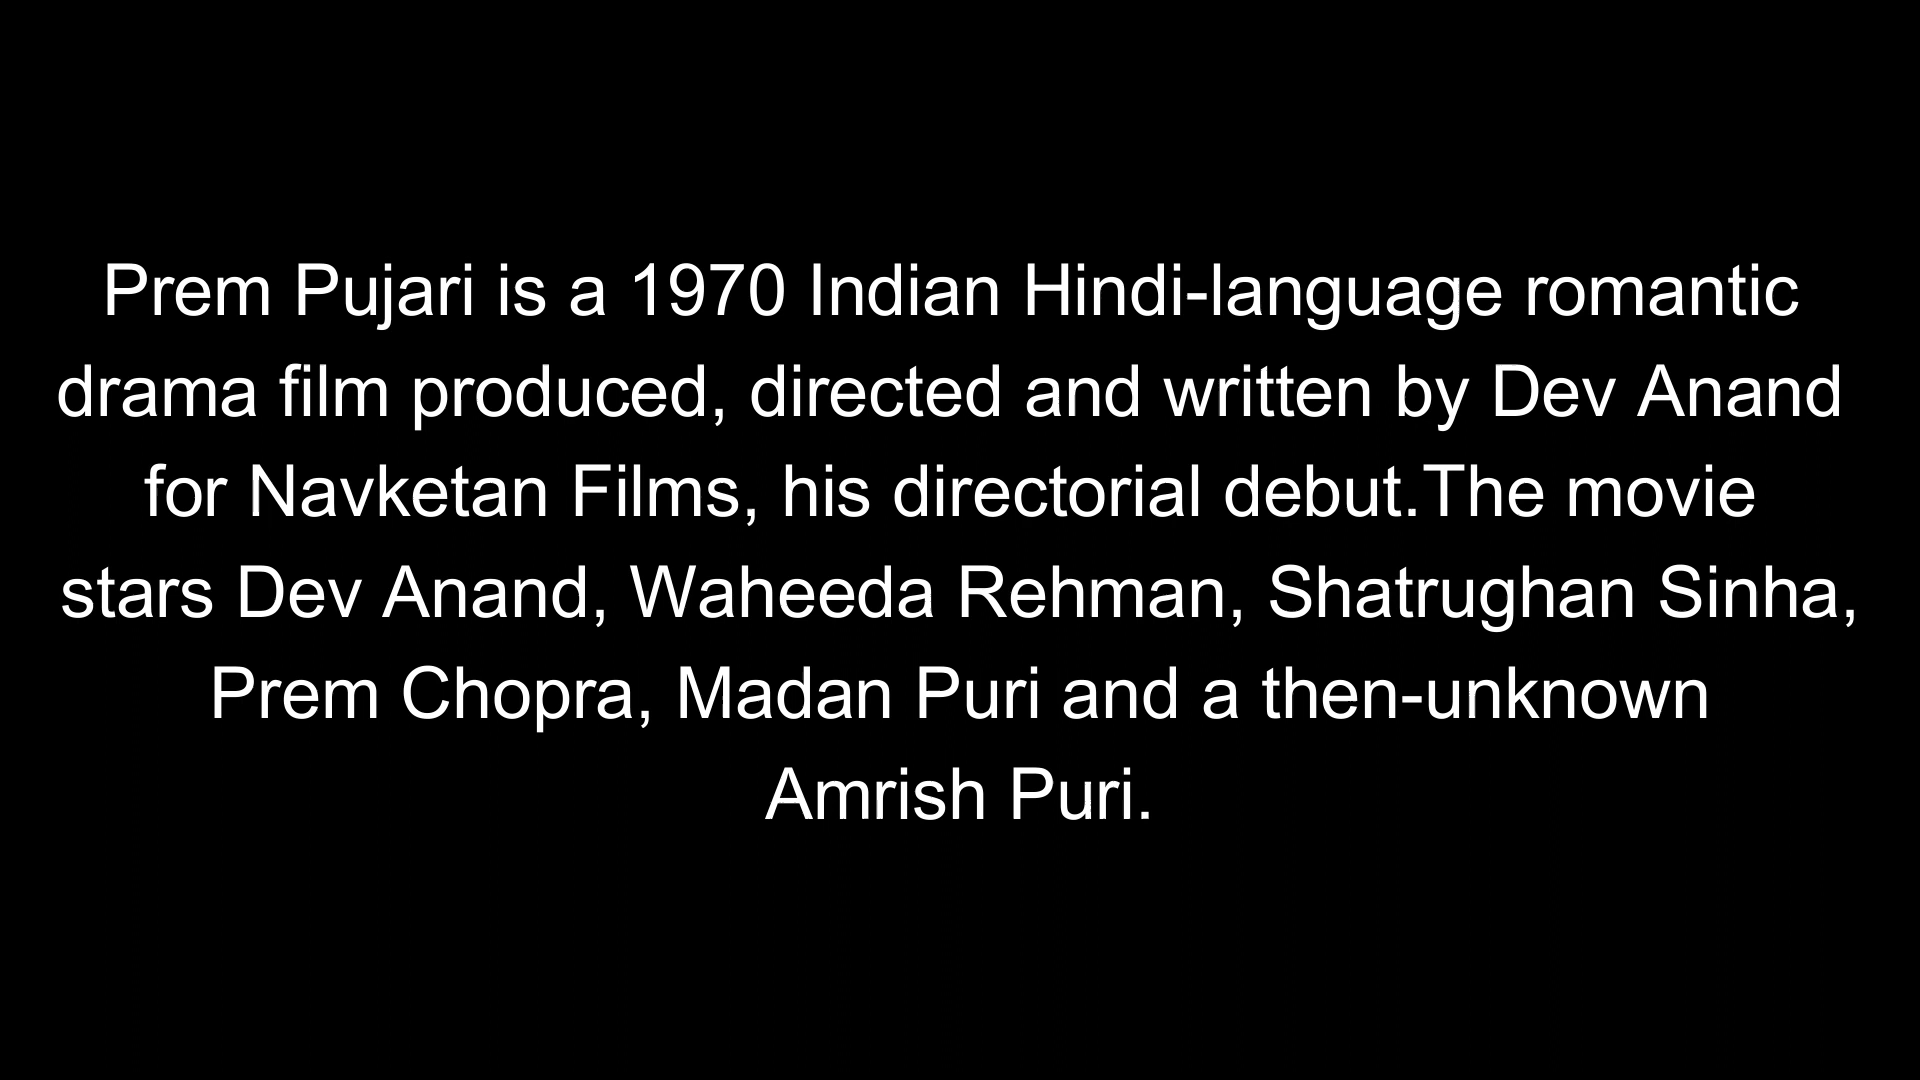 Prem Pujari is a 1970 Indian Hindi-language romantic
drama film produced, directed and written by Dev Anand
for Navketan Films, his directorial debut.The movie
stars Dev Anand, Waheeda Rehman, Shatrughan Sinha,
Prem Chopra, Madan Puri and a then-unknown
Amrish Puri.